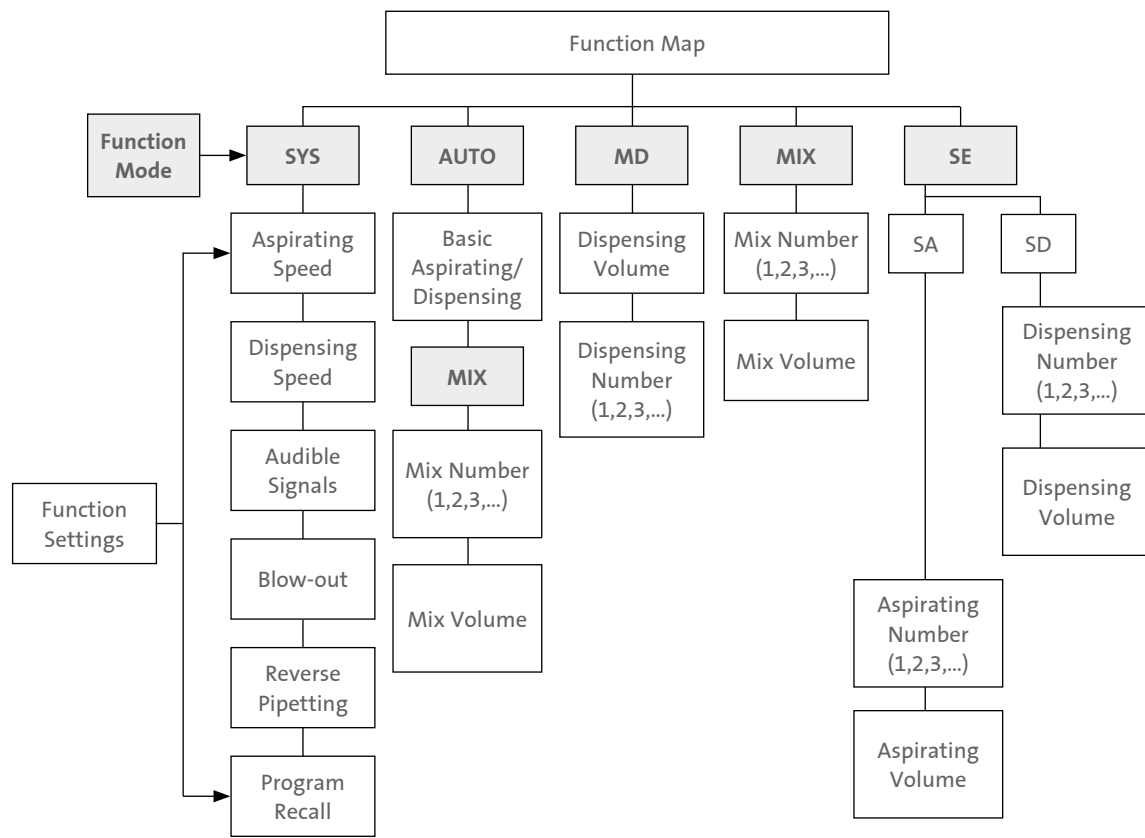 Function Map
Function
Mode
SYS
AUTO
MD
MIX
SE
Aspirating
Speed
Basic
Aspirating/
Dispensing
Dispensing
Volume
Mix Number
(1,2,3,...)
SA
SD
Dispensing
Speed
MIX
Dispensing
Number
(1,2,3,...)
Mix Volume
Dispensing
Number
(1,2,3,...)
Audible
Signals
Mix Number
(1,2,3,...)
Dispensing
Volume
Function
Settings
Blow-out
Mix Volume
Aspirating
Number
(1,2,3,...)
Reverse
Pipetting
Aspirating
Volume
Program
Recall